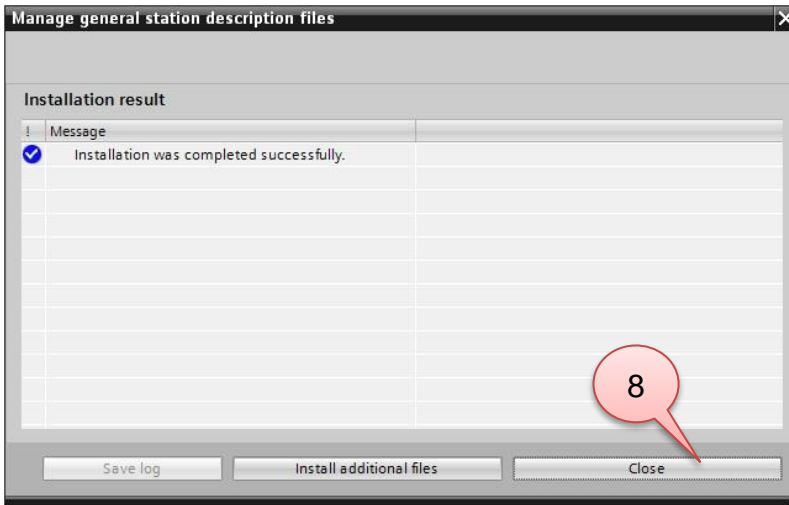 Manage general station description files
Installation result
! Message
Installation was completed successfully.
8
Save log Install additional files Close